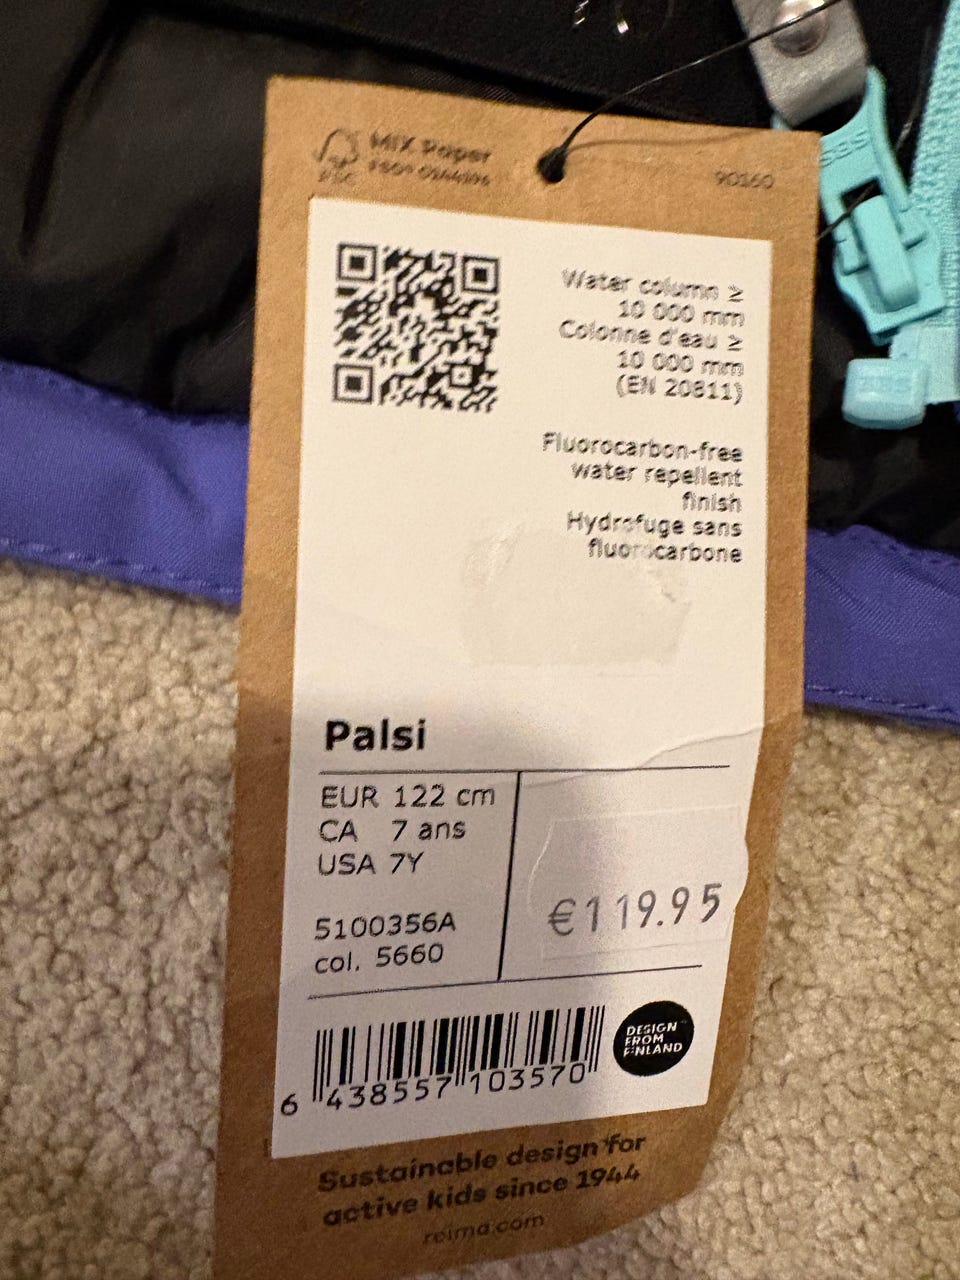 MIX Paper
FSC
90160
Water column ≥
10 000 mm
Colonne d'eau ≥
10 000 mm
(EN 20811)
Fluorocarbon-free
water repellent
finish
Hydrofuge sans
fluorocarbone
Palsi
EUR 122 cm
CA 7 ans
USA 7Y
5100356A
col. 5660
€119.95
DESIGN
FROM
FINLAND
6 438557 103570
Sustainable design for
active kids since 1944
reima.com